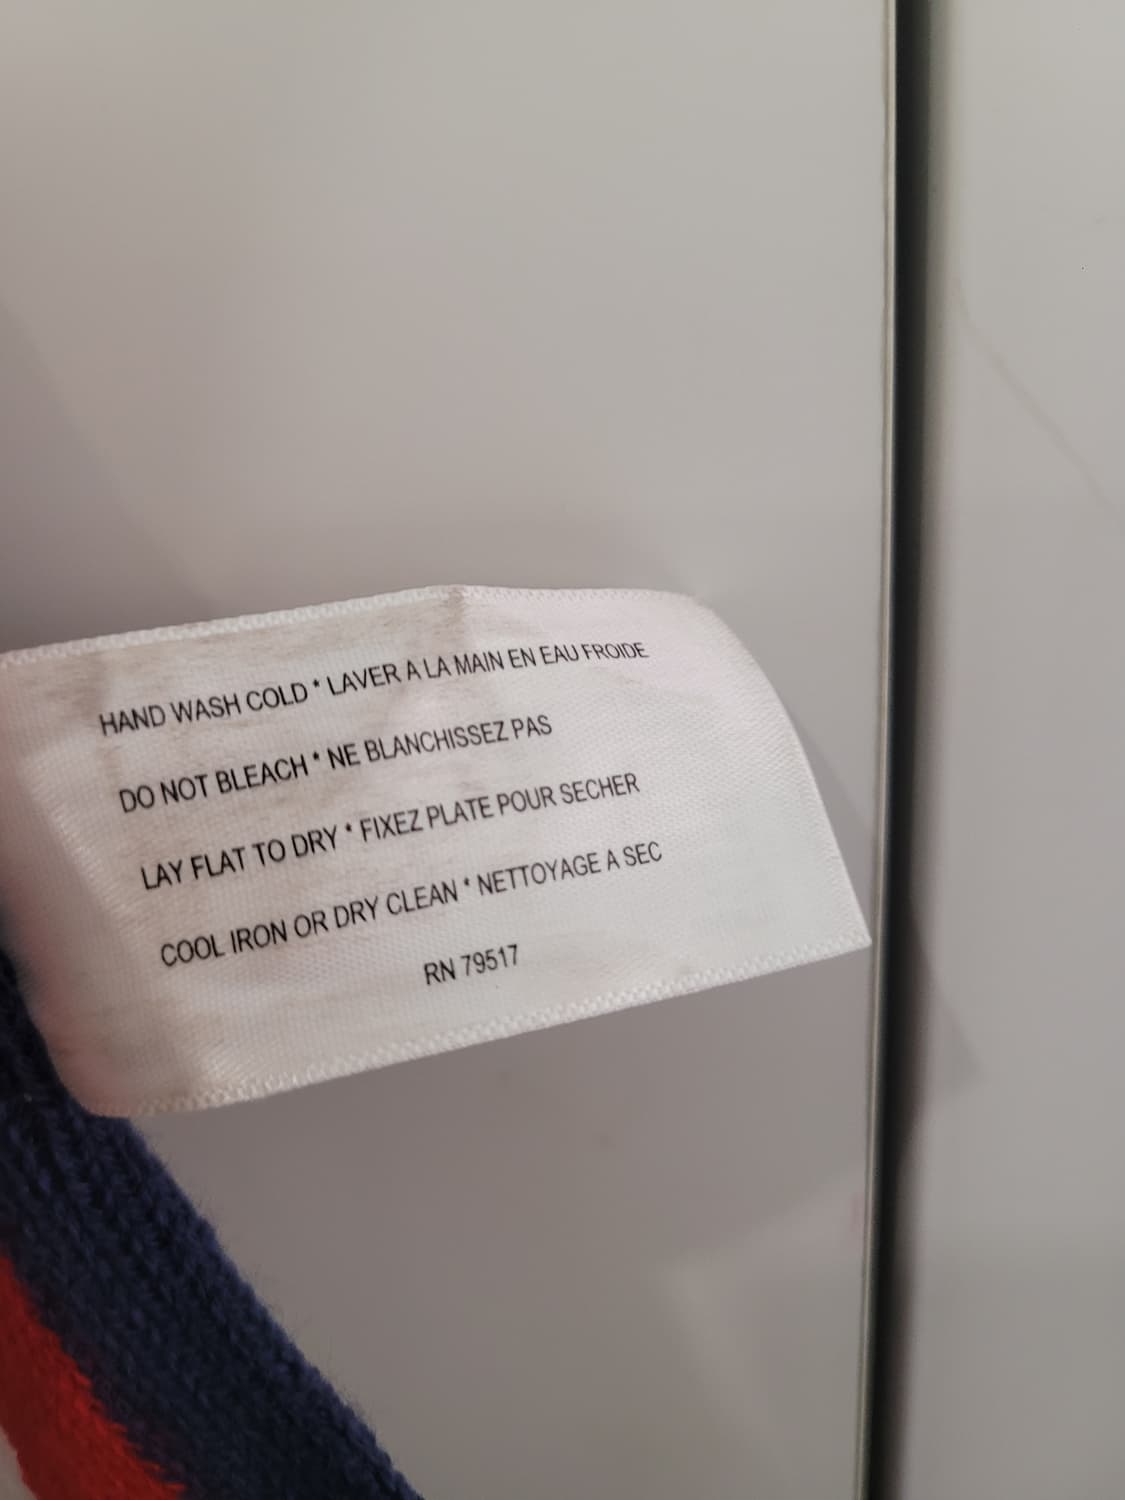 HAND WASH COLD * LAVER A LA MAIN EN EAU FROIDE
DO NOT BLEACH * NE BLANCHISSEZ PAS
LAY FLAT TO DRY * FIXEZ PLATE POUR SECHER
COOL IRON OR DRY CLEAN * NETTOYAGE A SEC
RN 79517